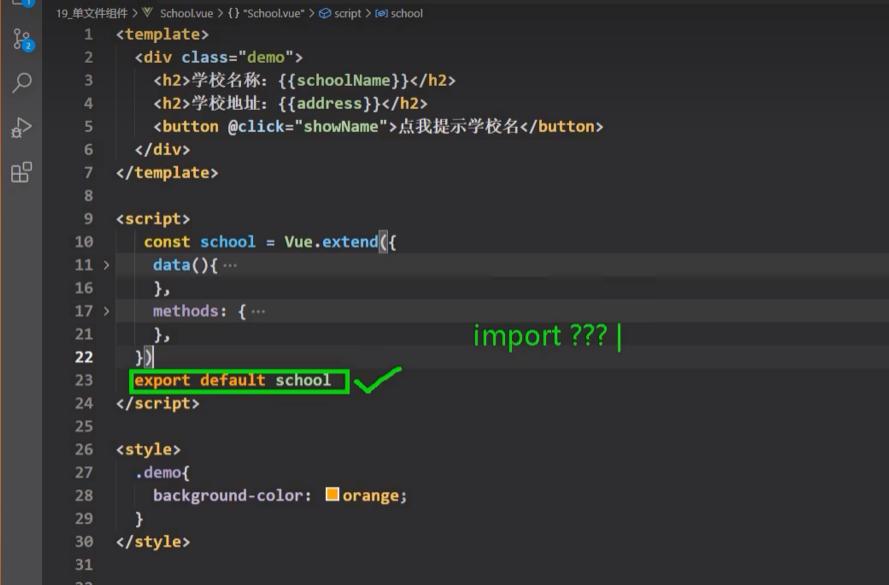 1
2
19_单文件组件 > School.vue > {} "School.vue" > script > school
1 <template>
2 <div class="demo">
3 <h2>学校名称：{{schoolName}}</h2>
4 <h2>学校地址：{{address}}</h2>
5 <button @click="showName">点我提示学校名</button>
6 </div>
7 </template>
8
9 <script>
10 const school = Vue.extend({
11 > data(){ ···
16 },
17 > methods: { ···
21 },
import ??? |
22 })
23 export default school
24 </script>
25
26 <style>
27 .demo{
28 background-color: orange;
29 }
30 </style>
31